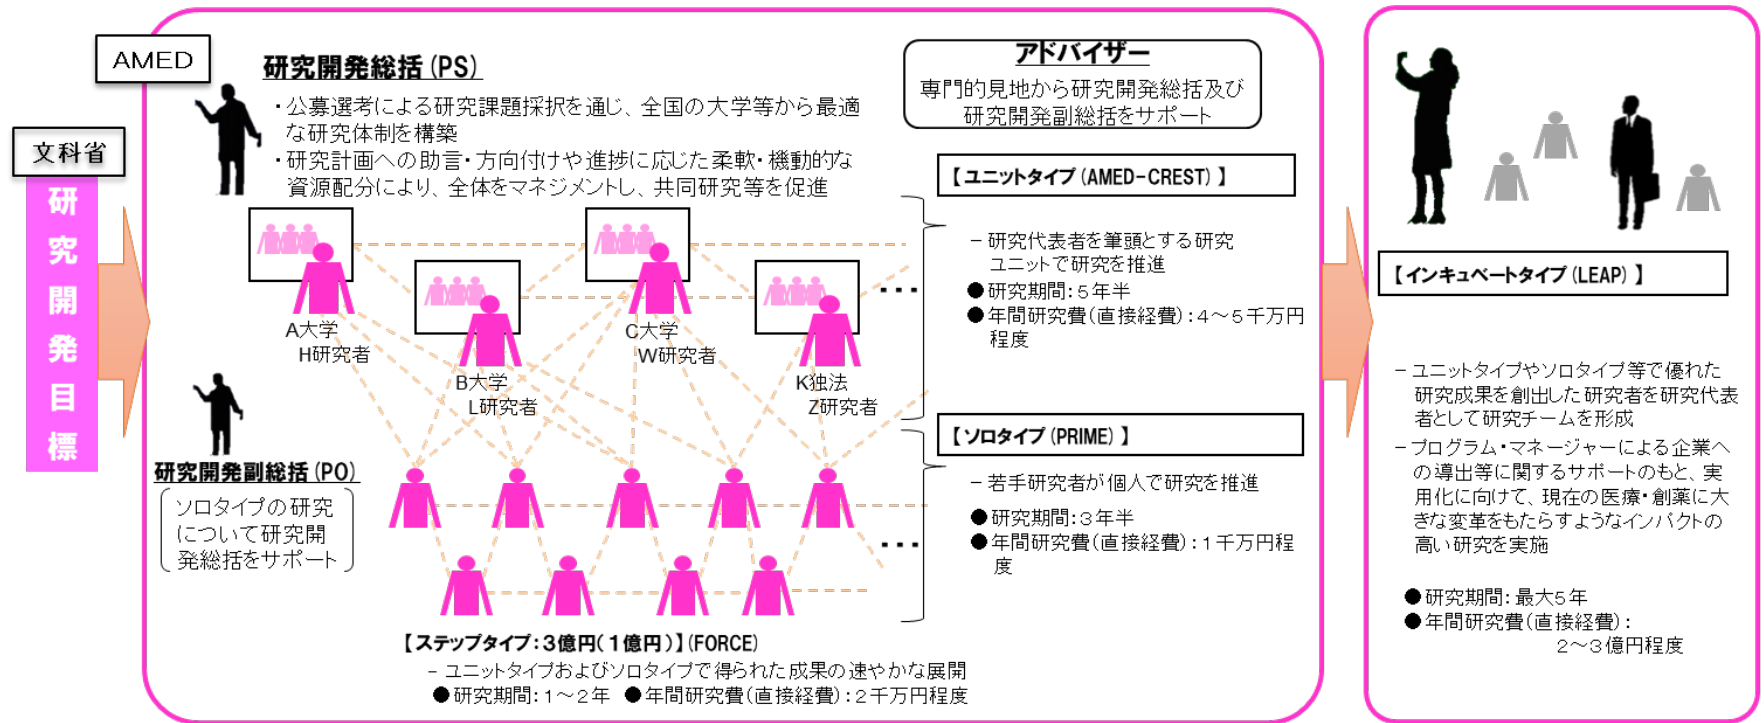 文科省
研究開発目標
AMED
研究開発総括(PS)
・公募選考による研究課題採択を通じ、全国の大学等から最適
な研究体制を構築
・研究計画への助言・方向付けや進捗に応じた柔軟・機動的な
資源配分により、全体をマネジメントし、共同研究等を促進
アドバイザー
専門的見地から研究開発総括及び
研究開発副総括をサポート
A大学
H研究者
B大学
L研究者
C大学
W研究者
K独法
Z研究者
…
【ユニットタイプ(AMED-CREST)】
－研究代表者を筆頭とする研究
ユニットで研究を推進
●研究期間：５年半
●年間研究費(直接経費)：４～５千万円
程度
研究開発副総括(PO)
ソロタイプの研究
について研究開
発総括をサポート
…
【ソロタイプ(PRIME)】
－若手研究者が個人で研究を推進
●研究期間：３年半
●年間研究費(直接経費)：１千万円程
度
【ステップタイプ：３億円(１億円)】(FORCE)
－ユニットタイプおよびソロタイプで得られた成果の速やかな展開
●研究期間：１～２年 ●年間研究費(直接経費)：２千万円程度
【インキュベートタイプ(LEAP)】
－ユニットタイプやソロタイプ等で優れた
研究成果を創出した研究者を研究代表
者として研究チームを形成
－プログラム・マネージャーによる企業へ
の導出等に関するサポートのもと、実
用化に向けて、現在の医療・創薬に大
きな変革をもたらすようなインパクトの
高い研究を実施
●研究期間：最大５年
●年間研究費(直接経費)：
２～３億円程度